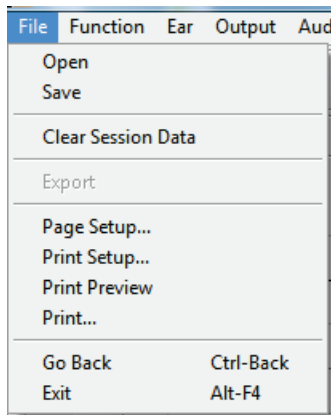 File Function Ear Output Aud
Open
Save
Clear Session Data
Export
Page Setup...
Print Setup...
Print Preview
Print...
Go Back Ctrl-Back
Exit Alt-F4